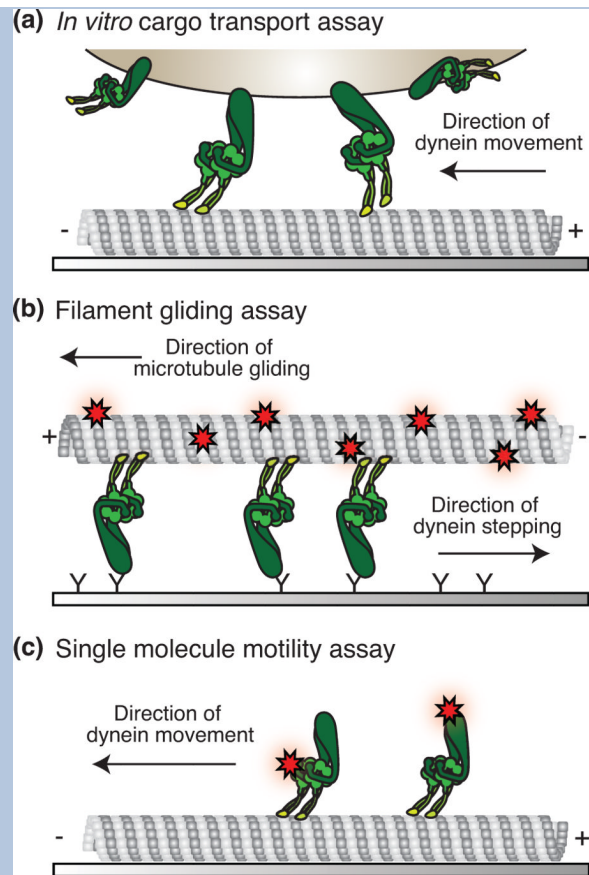 (a) In vitro cargo transport assay
Direction of
dynein movement
- +
(b) Filament gliding assay
Direction of
microtubule gliding
+ -
Direction of
dynein stepping
Y Y Y Y Y Y
(c) Single molecule motility assay
Direction of
dynein movement
- +